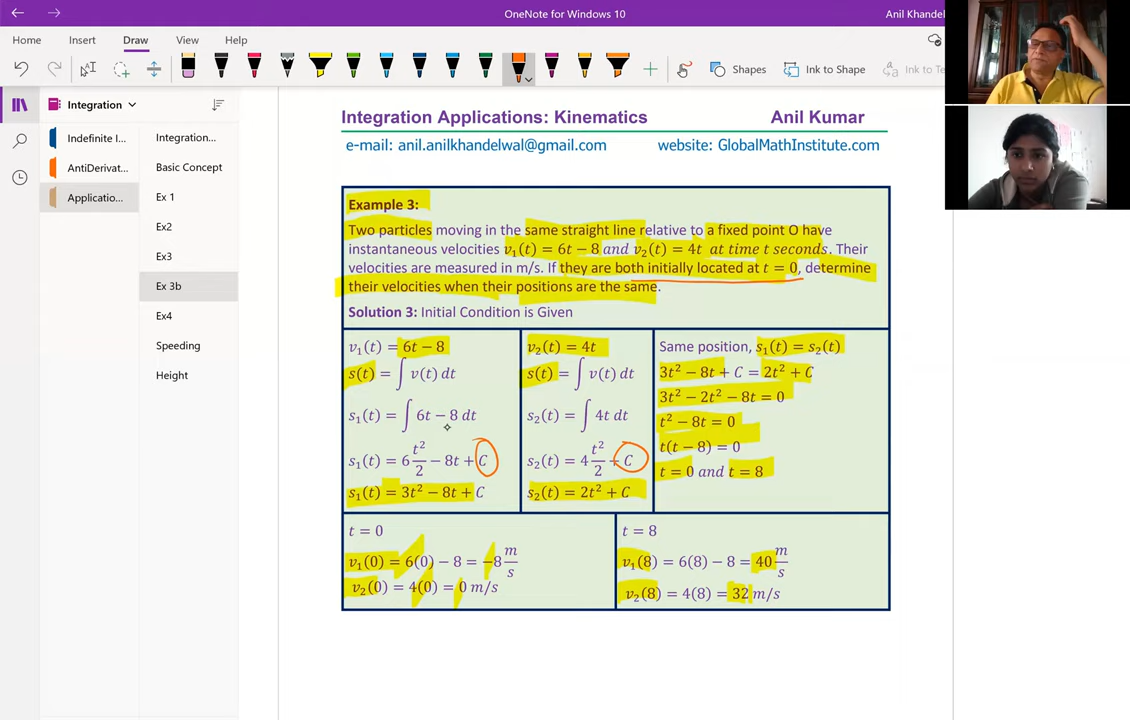 OneNote for Windows 10
Anil Khandel
Home
Insert
Draw
View
Help
Shapes
Ink to Shape
Ink to Te
Integration
Indefinite I...
AntiDerivat...
Applicatio...
Integration...
Basic Concept
Ex 1
Ex2
Ex3
Ex 3b
Ex4
Speeding
Height
Integration Applications: Kinematics Anil Kumar
e-mail: anil.anilkhandelwal@gmail.com website: GlobalMathInstitute.com
Example 3:
Two particles moving in the same straight line relative to a fixed point O have
instantaneous velocities v₁(t) = 6t − 8 and v₂(t) = 4t at time t seconds. Their
velocities are measured in m/s. If they are both initially located at t = 0, determine
their velocities when their positions are the same.
Solution 3: Initial Condition is Given
v₁(t) = 6t − 8
s(t) = ∫ v(t) dt
s₁(t) = ∫ 6t − 8 dt
s₁(t) = 6 t²/2 − 8t + C
s₁(t) = 3t² − 8t + C
v₂(t) = 4t
s(t) = ∫ v(t) dt
s₂(t) = ∫ 4t dt
s₂(t) = 4 t²/2 + C
s₂(t) = 2t² + C
Same position, s₁(t) = s₂(t)
3t² − 8t + C = 2t² + C
3t² − 2t² − 8t = 0
t² − 8t = 0
t(t − 8) = 0
t = 0 and t = 8
t = 0
v₁(0) = 6(0) − 8 = −8 m/s
v₂(0) = 4(0) = 0 m/s
t = 8
v₁(8) = 6(8) − 8 = 40 m/s
v₂(8) = 4(8) = 32 m/s